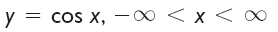 y = cos x, −∞ < x < ∞